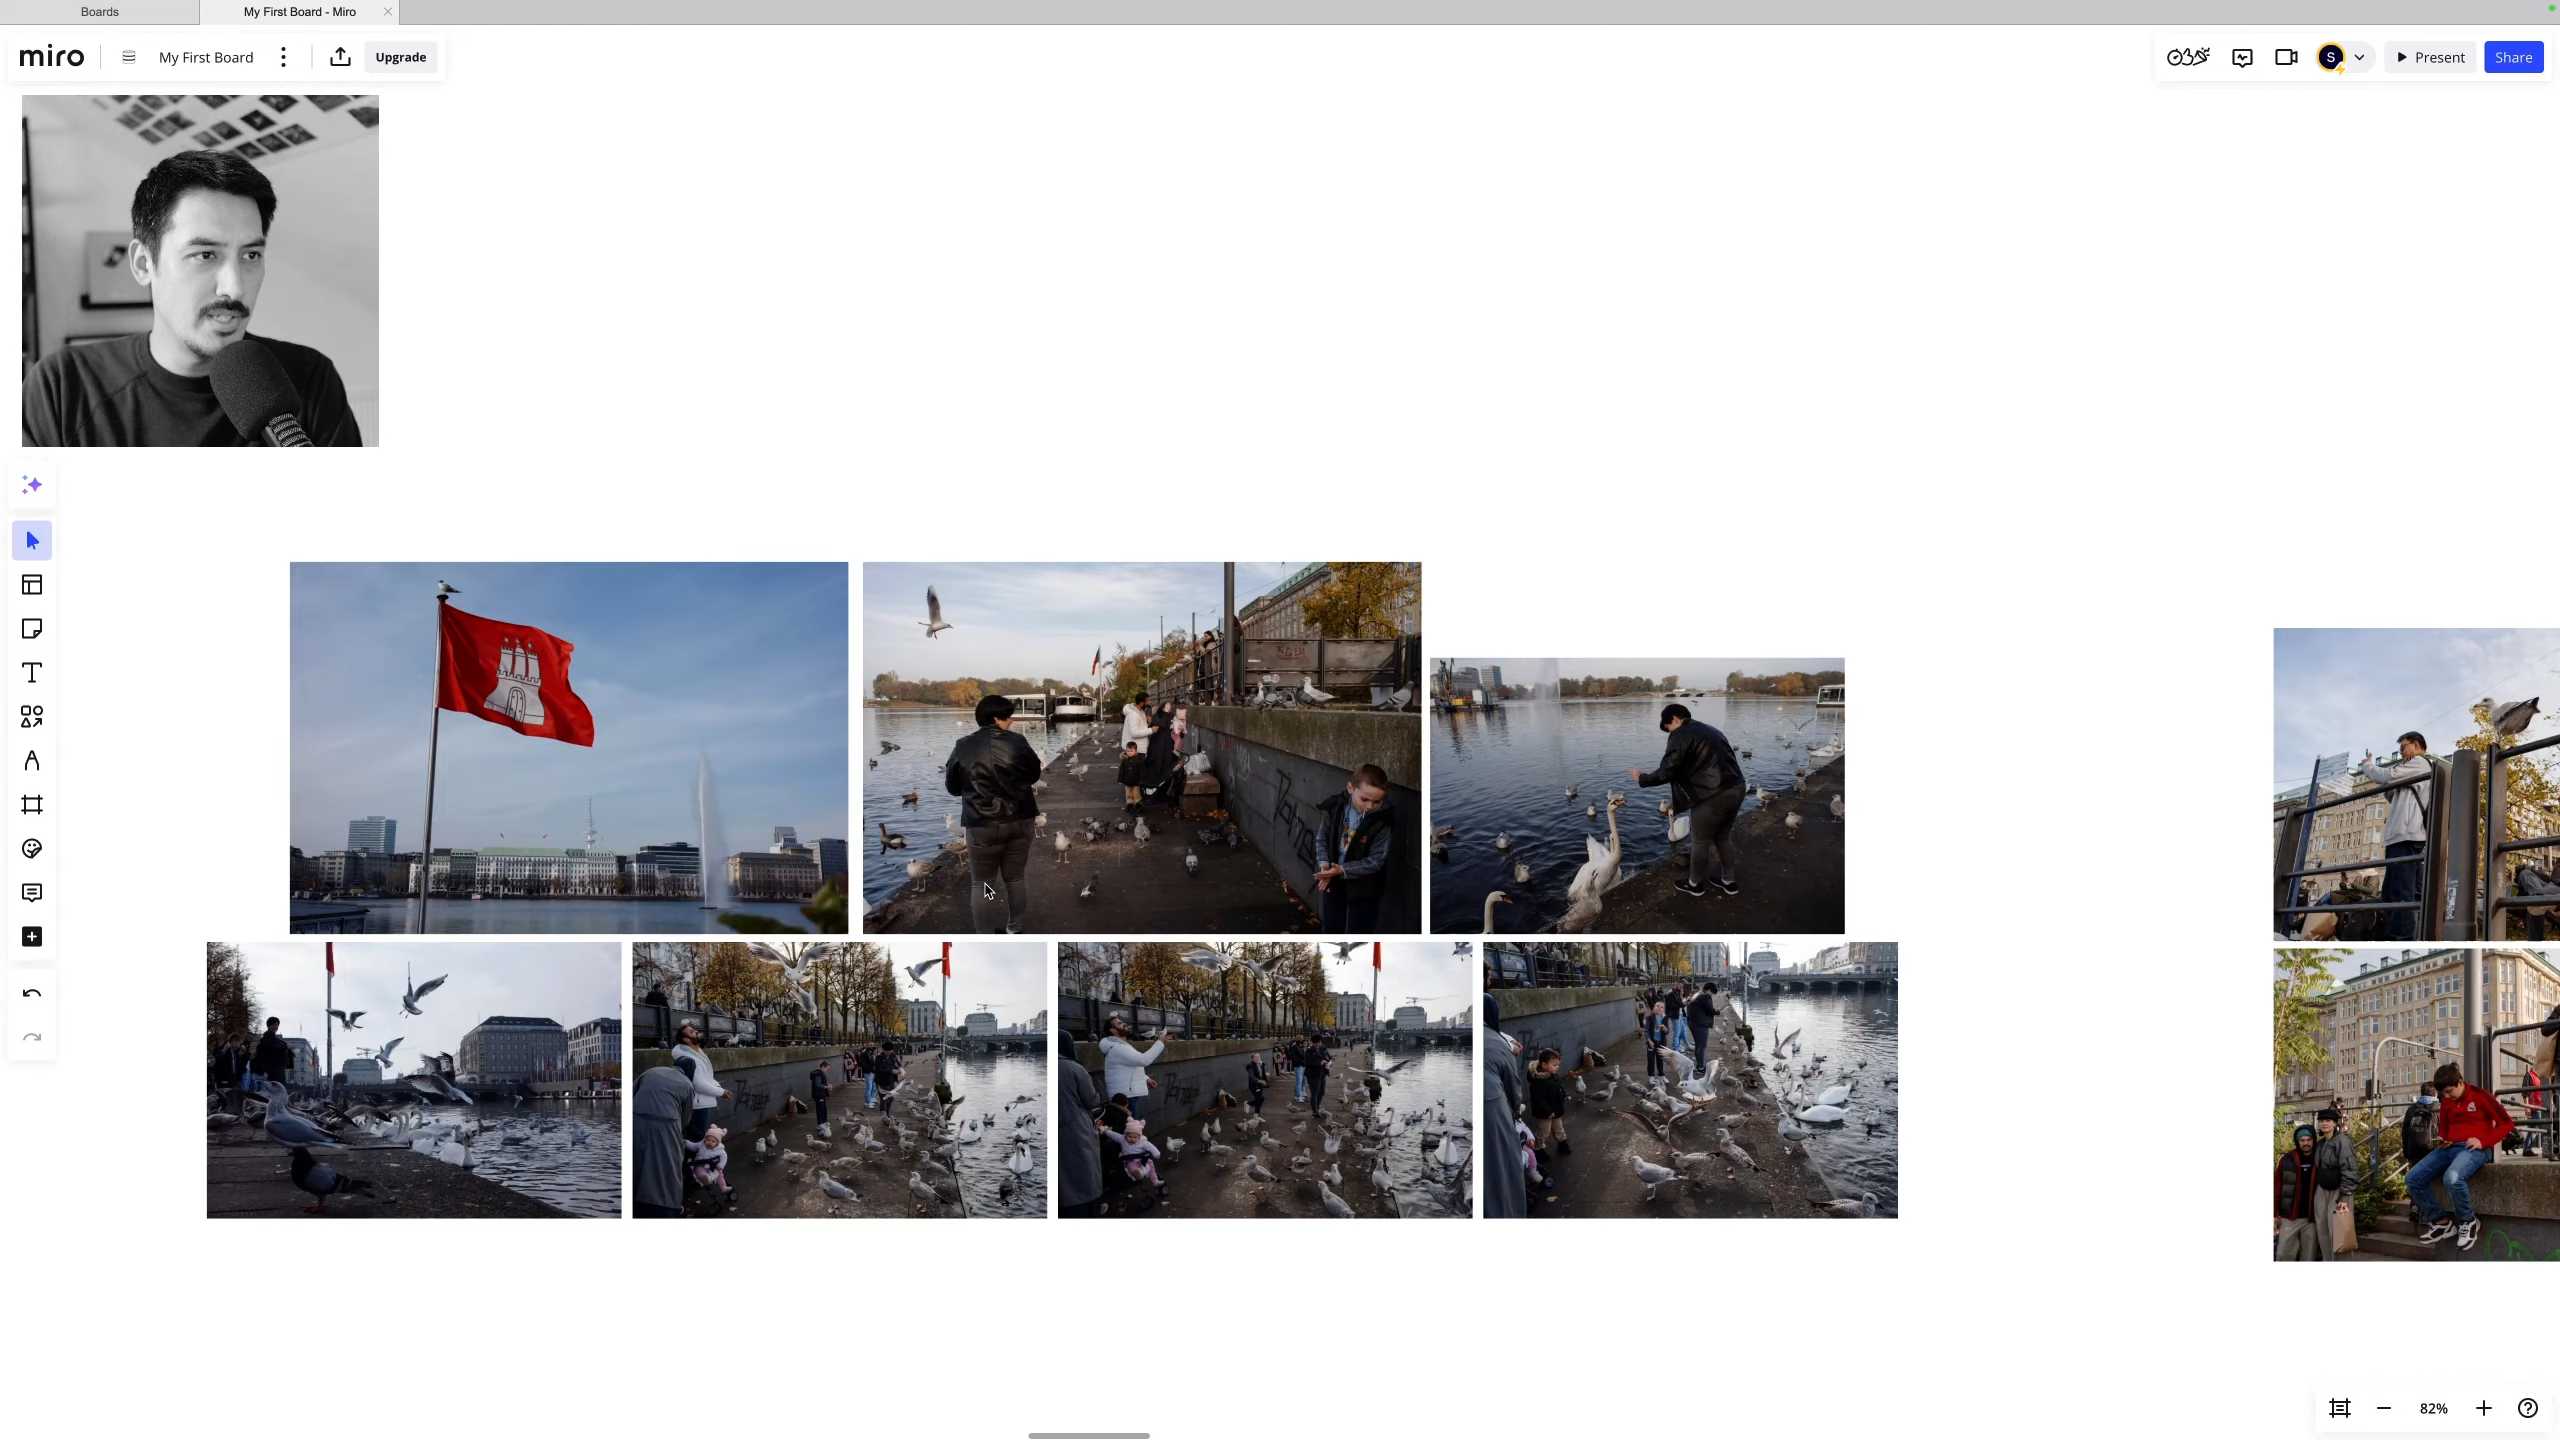 Boards
My First Board - Miro
miro
My First Board
Upgrade
S
Present
Share
82%